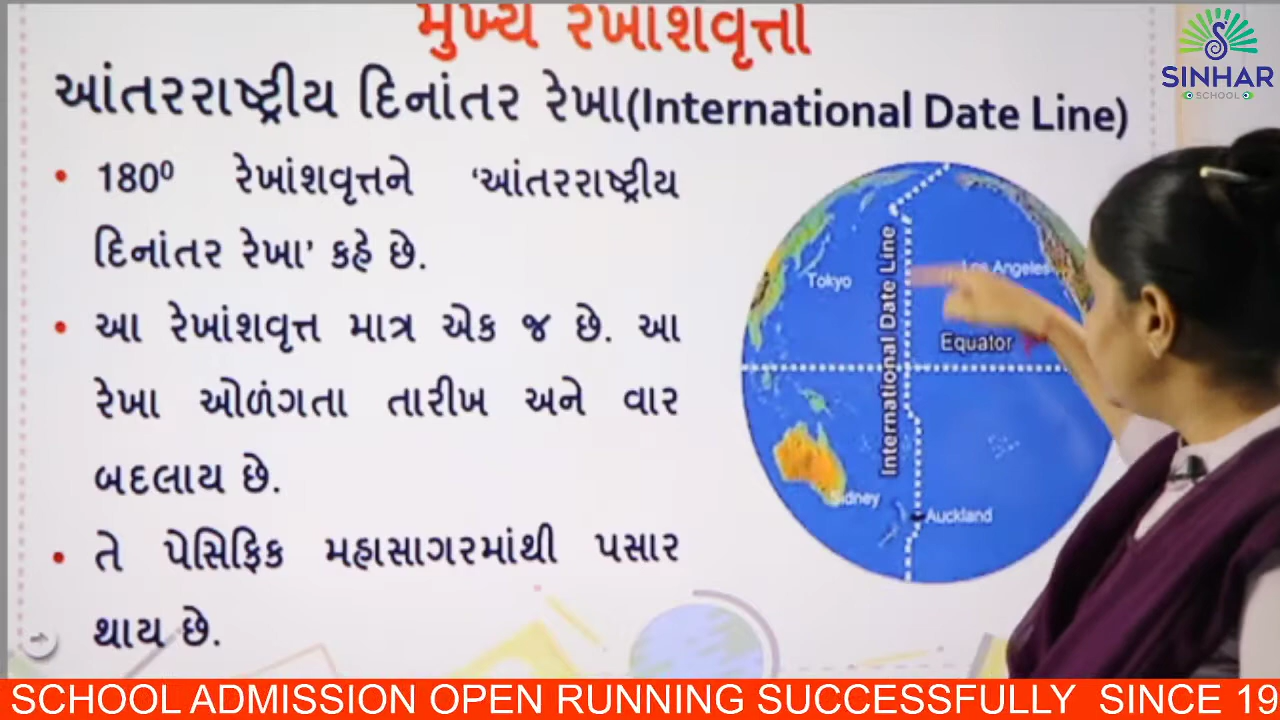 મુખ્ય રેખાંશવૃત્તો
SINHAR
SCHOOL
આંતરરાષ્ટ્રીય દિનાંતર રેખા(International Date Line)
• 180⁰ રેખાંશવૃત્તને ‘આંતરરાષ્ટ્રીય
દિનાંતર રેખા’ કહે છે.
• આ રેખાંશવૃત્ત માત્ર એક જ છે. આ
રેખા ઓળંગતા તારીખ અને વાર
બદલાય છે.
• તે પેસિફિક મહાસાગરમાંથી પસાર
થાય છે.
International Date Line
Tokyo
Los Angeles
Equator
Sidney
Auckland
SCHOOL ADMISSION OPEN RUNNING SUCCESSFULLY SINCE 19